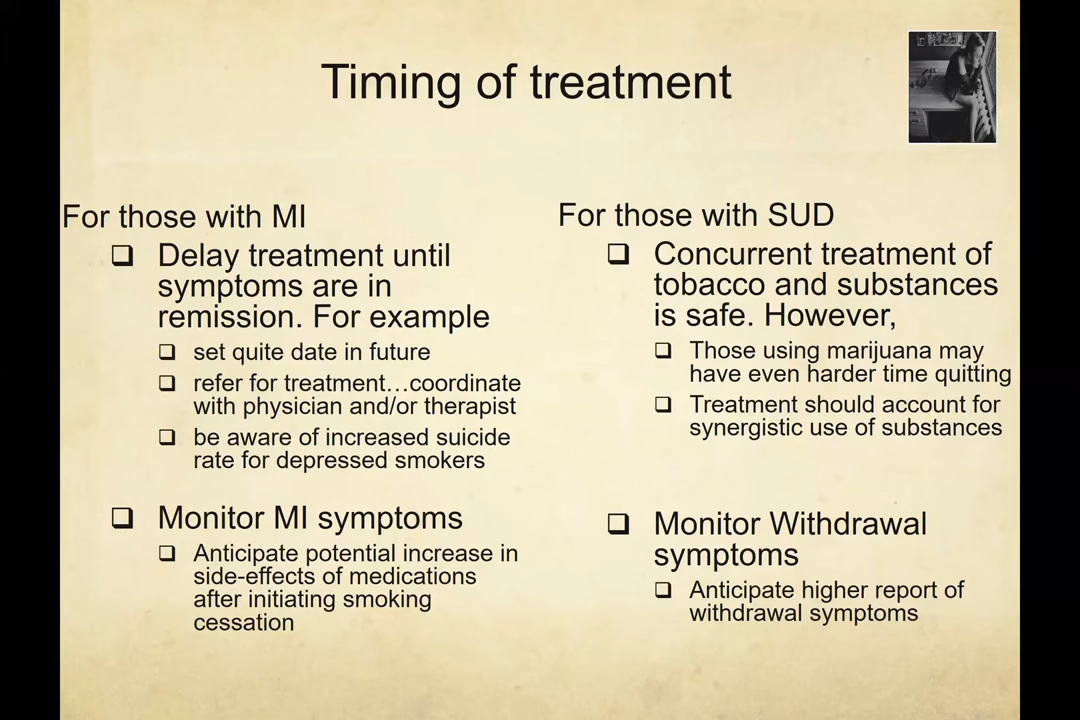 Timing of treatment
For those with MI
Delay treatment until
symptoms are in
remission. For example
set quite date in future
refer for treatment…coordinate
with physician and/or therapist
be aware of increased suicide
rate for depressed smokers
Monitor MI symptoms
Anticipate potential increase in
side-effects of medications
after initiating smoking
cessation
For those with SUD
Concurrent treatment of
tobacco and substances
is safe. However,
Those using marijuana may
have even harder time quitting
Treatment should account for
synergistic use of substances
Monitor Withdrawal
symptoms
Anticipate higher report of
withdrawal symptoms